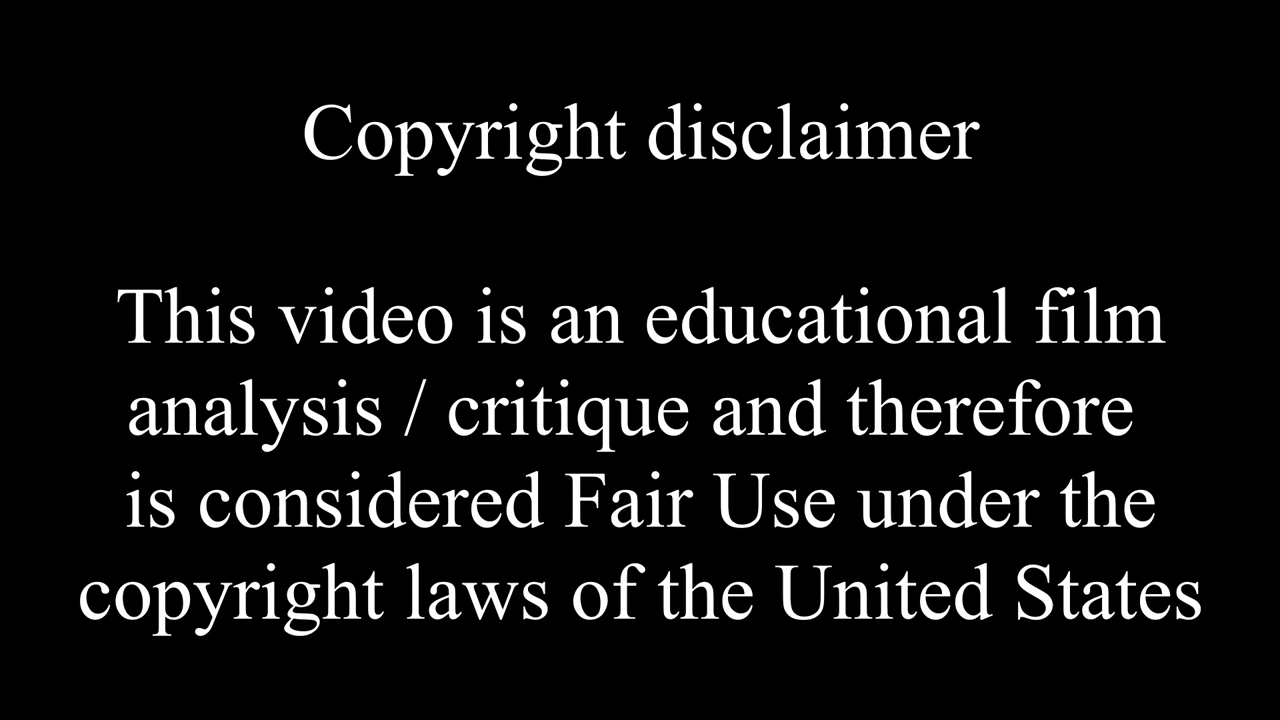 Copyright disclaimer
This video is an educational film
analysis / critique and therefore
is considered Fair Use under the
copyright laws of the United States